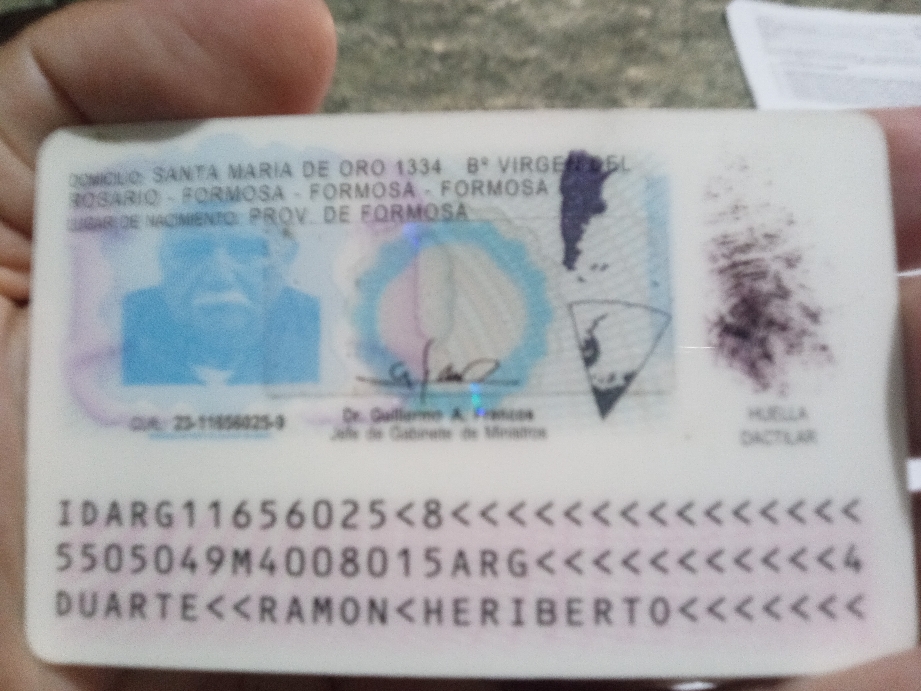 DOMICILIO: SANTA MARIA DE ORO 1334 Bº VIRGEN DEL
ROSARIO - FORMOSA - FORMOSA - FORMOSA
LUGAR DE NACIMIENTO: PROV. DE FORMOSA
CUIL: 23-11656025-9
Dr. Guillermo A. Francos
Jefe de Gabinete de Ministros
HUELLA
DACTILAR
IDARG11656025<8<<<<<<<<<<<<<<<
5505049M4008015ARG<<<<<<<<<<<4
DUARTE<<RAMON<HERIBERTO<<<<<<<